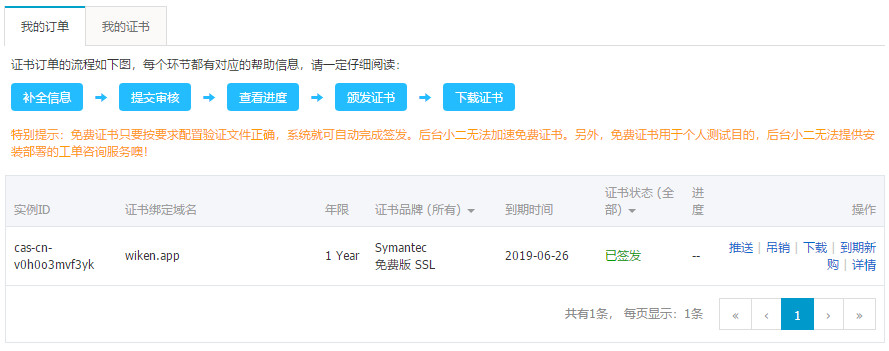 我的订单 我的证书
证书订单的流程如下图，每个环节都有对应的帮助信息，请一定仔细阅读：
补全信息 提交审核 查看进度 颁发证书 下载证书
特别提示：免费证书只要按要求配置验证文件正确，系统就可自动完成签发。后台小二无法加速免费证书。另外，免费证书用于个人测试目的，后台小二无法提供安
装部署的工单咨询服务噢！
实例ID 证书绑定域名 年限 证书品牌 (所有) 到期时间 证书状态 (全
部) 进
度 操作
cas-cn-
v0h0o3mvf3yk wiken.app 1 Year Symantec
免费版 SSL 2019-06-26 已签发 -- 推送 | 吊销 | 下载 | 到期新
购 | 详情
共有1条， 每页显示：1条 « ‹ 1 › »